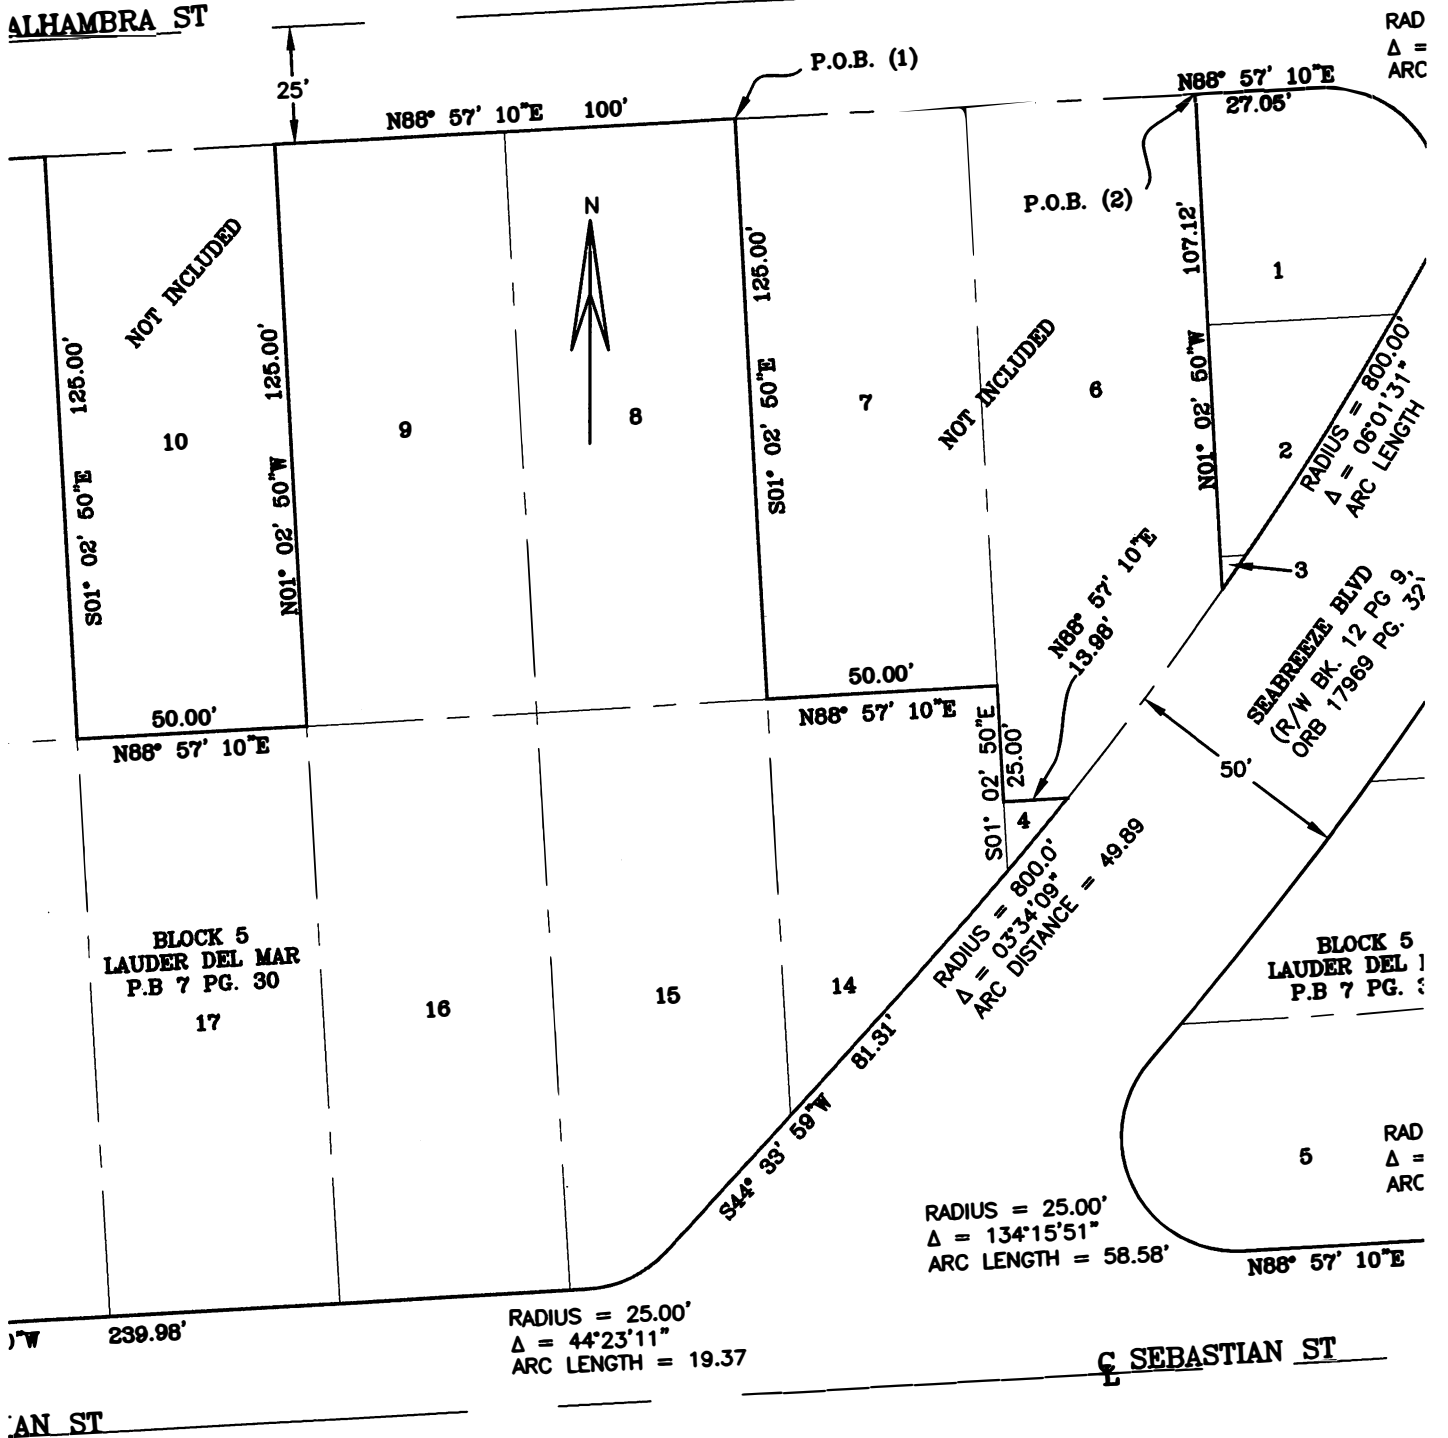 ALHAMBRA ST
25'
N88° 57' 10"E 100'
P.O.B. (1)
N88° 57' 10"E
27.05'
RAD
Δ =
ARC
P.O.B. (2)
N
NOT INCLUDED
125.00'
S01° 02' 50"E
10
125.00'
N01° 02' 50"W
9
8
125.00'
S01° 02' 50"E
7
NOT INCLUDED
6
107.12'
N01° 02' 50"W
1
2
3
RADIUS = 800.00'
Δ = 06°01'31"
ARC LENGTH
N88° 57' 10"E
13.98'
SEABREEZE BLVD
(R/W BK. 12 PG 9,
ORB 17969 PG. 32
50'
50.00'
N88° 57' 10"E
50.00'
N88° 57' 10"E
S01° 02' 50"E
25.00'
4
RADIUS = 800.0'
Δ = 03°34'09"
ARC DISTANCE = 49.89
BLOCK 5
LAUDER DEL MAR
P.B 7 PG. 30
17
16
15
14
81.31'
S44° 33' 59"W
BLOCK 5
LAUDER DEL
P.B 7 PG.
5
RAD
Δ =
ARC
RADIUS = 25.00'
Δ = 134°15'51"
ARC LENGTH = 58.58'
N88° 57' 10"E
"W 239.98'
RADIUS = 25.00'
Δ = 44°23'11"
ARC LENGTH = 19.37
CL SEBASTIAN ST
IAN ST